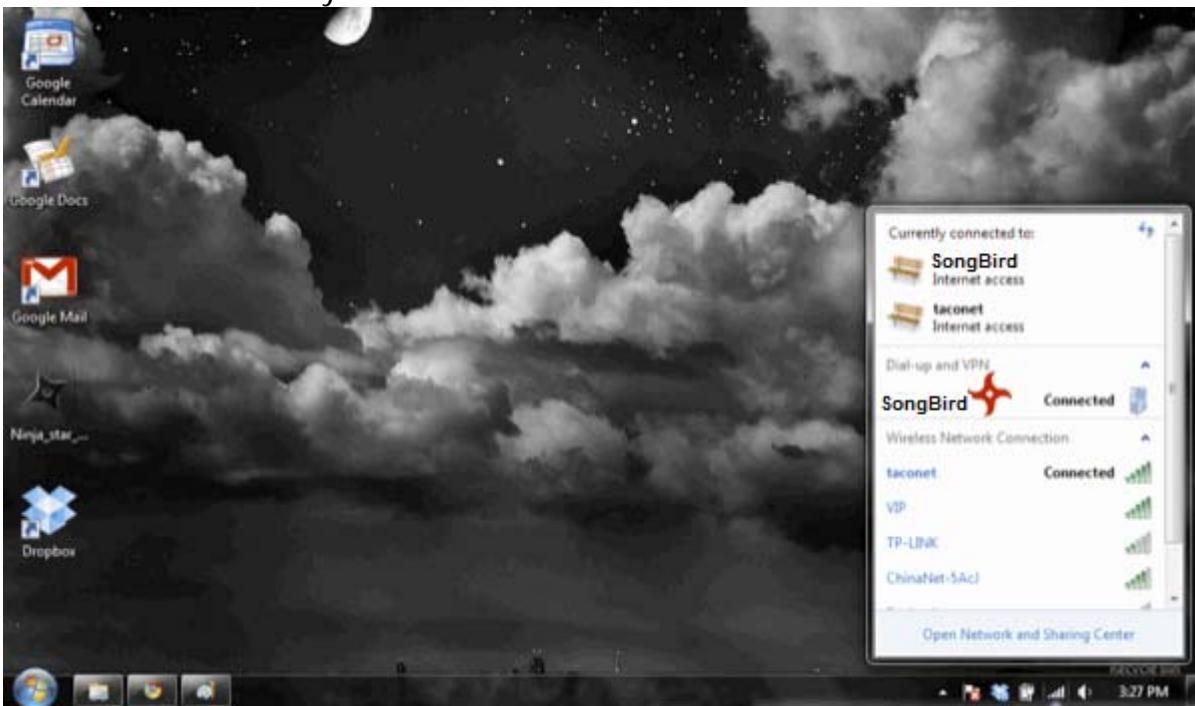 Google
Calendar
Google Docs
Google Mail
Ninja_star_...
Dropbox
Currently connected to:
SongBird
Internet access
taconet
Internet access
Dial-up and VPN
SongBird
Connected
Wireless Network Connection
taconet
Connected
VIP
TP-LINK
ChinaNet-5AcJ
Open Network and Sharing Center
3:27 PM